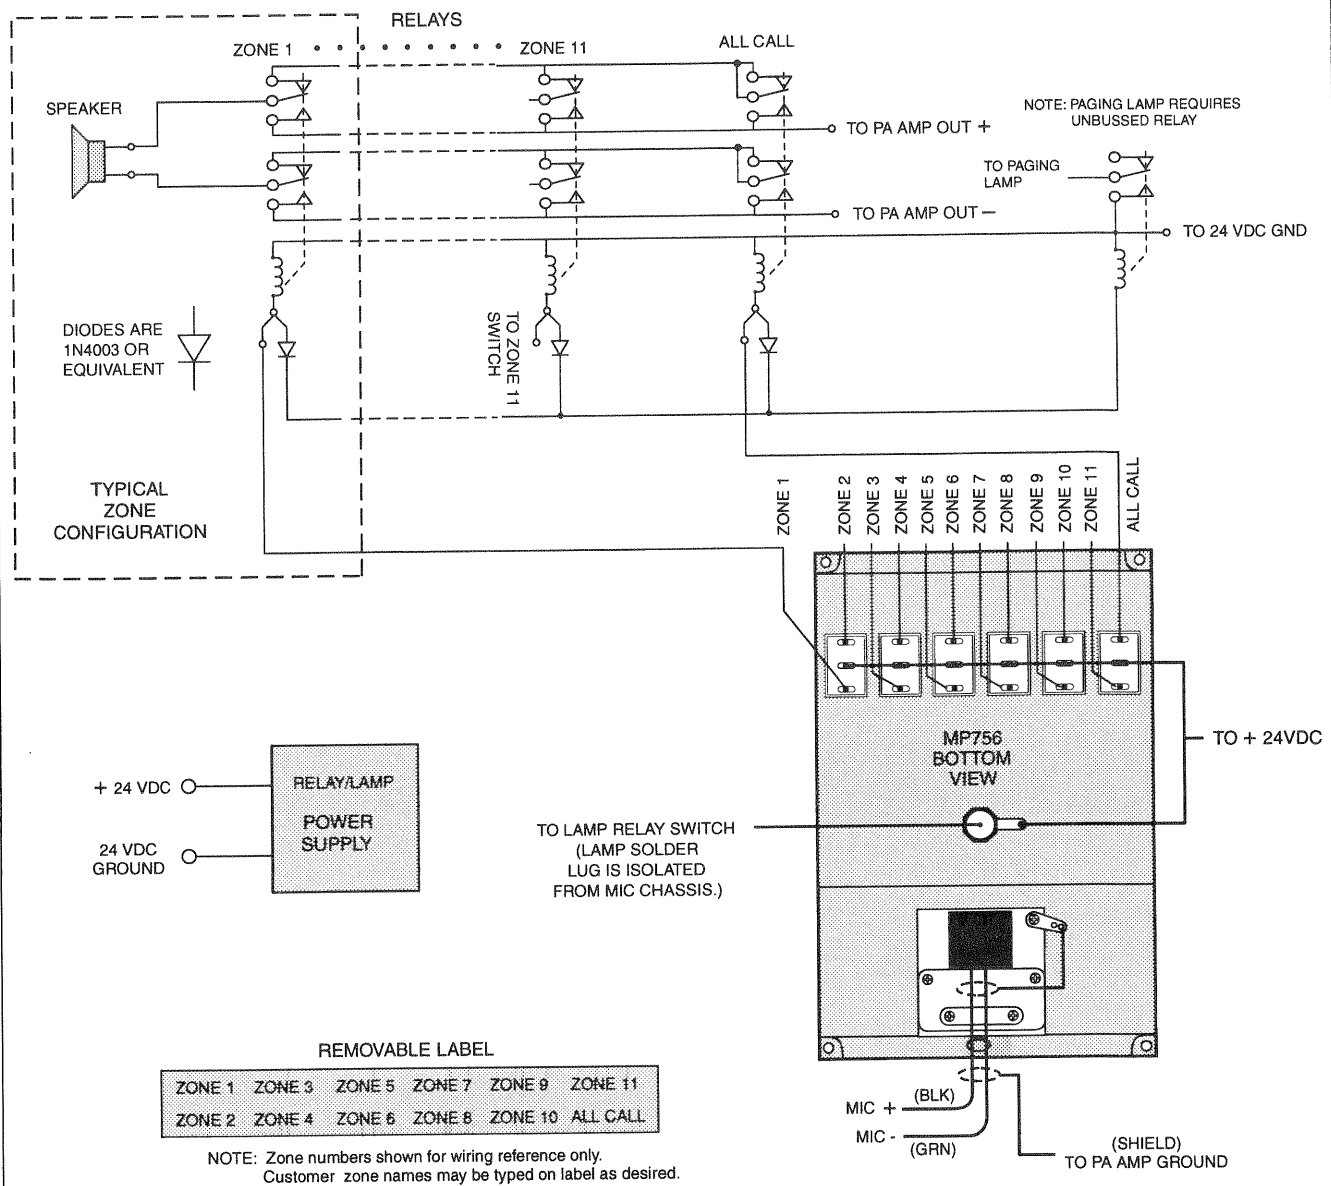 RELAYS
ZONE 1
ZONE 11
ALL CALL
SPEAKER
NOTE: PAGING LAMP REQUIRES
UNBUSSED RELAY
TO PA AMP OUT +
TO PAGING
LAMP
TO PA AMP OUT —
TO 24 VDC GND
DIODES ARE
1N4003 OR
EQUIVALENT
TO ZONE 11
SWITCH
TYPICAL
ZONE
CONFIGURATION
ZONE 1
ZONE 2
ZONE 3
ZONE 4
ZONE 5
ZONE 6
ZONE 7
ZONE 8
ZONE 9
ZONE 10
ZONE 11
ALL CALL
MP756
BOTTOM
VIEW
TO + 24VDC
+ 24 VDC
RELAY/LAMP
POWER
SUPPLY
24 VDC
GROUND
TO LAMP RELAY SWITCH
(LAMP SOLDER
LUG IS ISOLATED
FROM MIC CHASSIS.)
REMOVABLE LABEL
ZONE 1 ZONE 3 ZONE 5 ZONE 7 ZONE 9 ZONE 11
ZONE 2 ZONE 4 ZONE 6 ZONE 8 ZONE 10 ALL CALL
NOTE: Zone numbers shown for wiring reference only.
Customer zone names may be typed on label as desired.
MIC + (BLK)
MIC - (GRN)
(SHIELD)
TO PA AMP GROUND